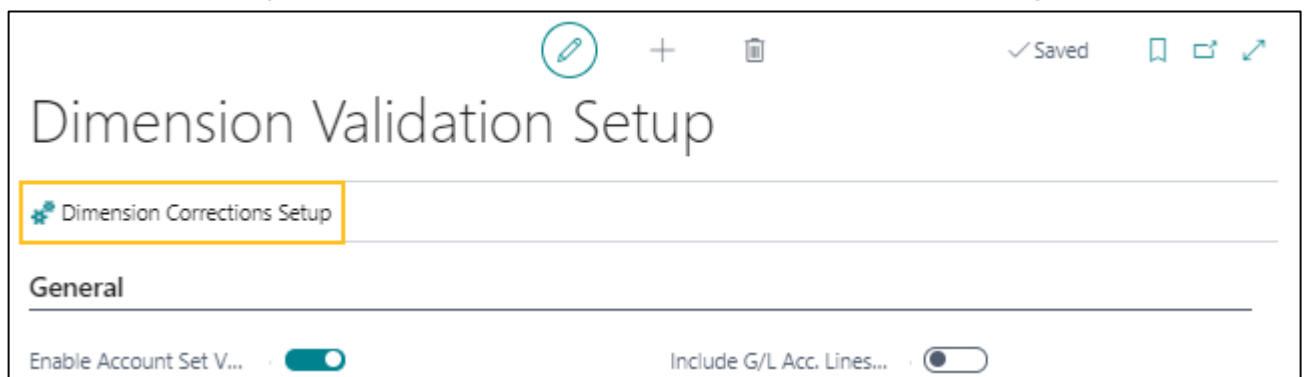 Saved
Dimension Validation Setup
Dimension Corrections Setup
General
Enable Account Set V... Include G/L Acc. Lines...